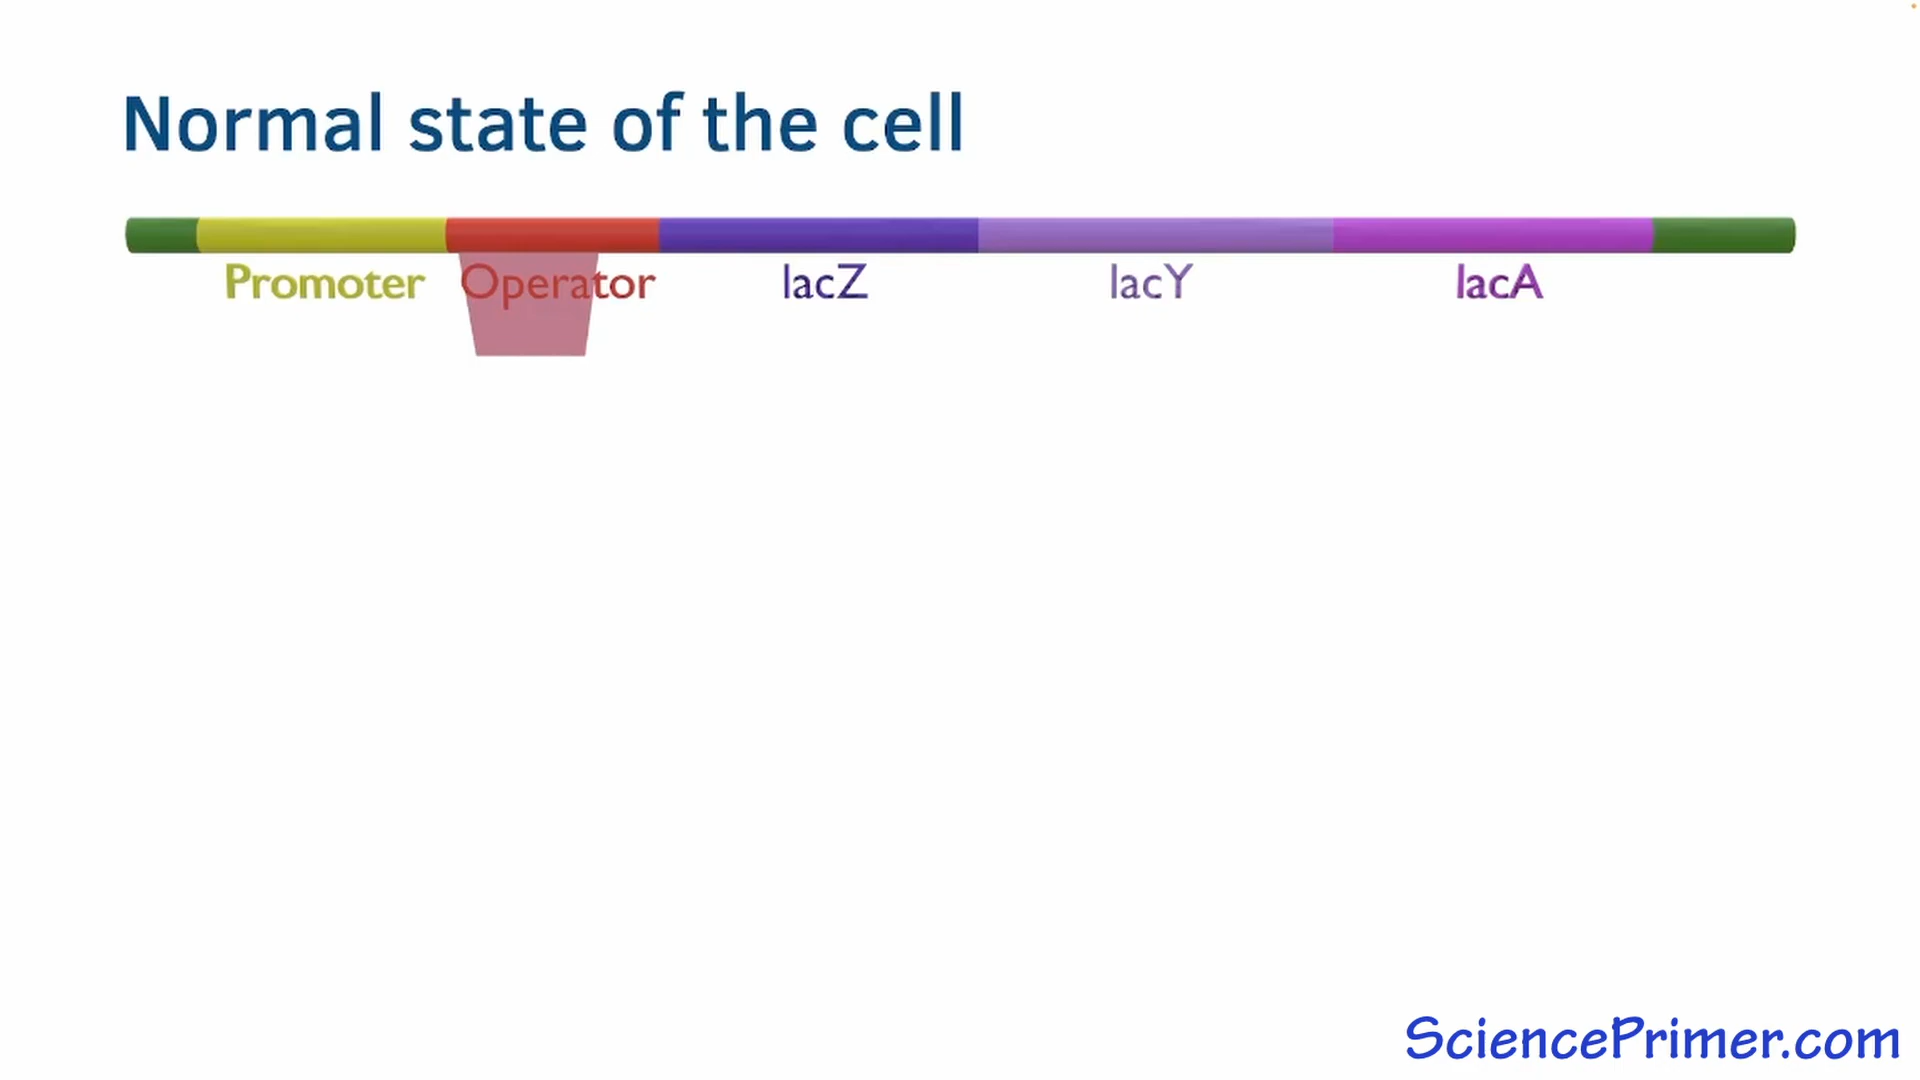 Normal state of the cell
Promoter Operator lacZ lacY lacA
SciencePrimer.com